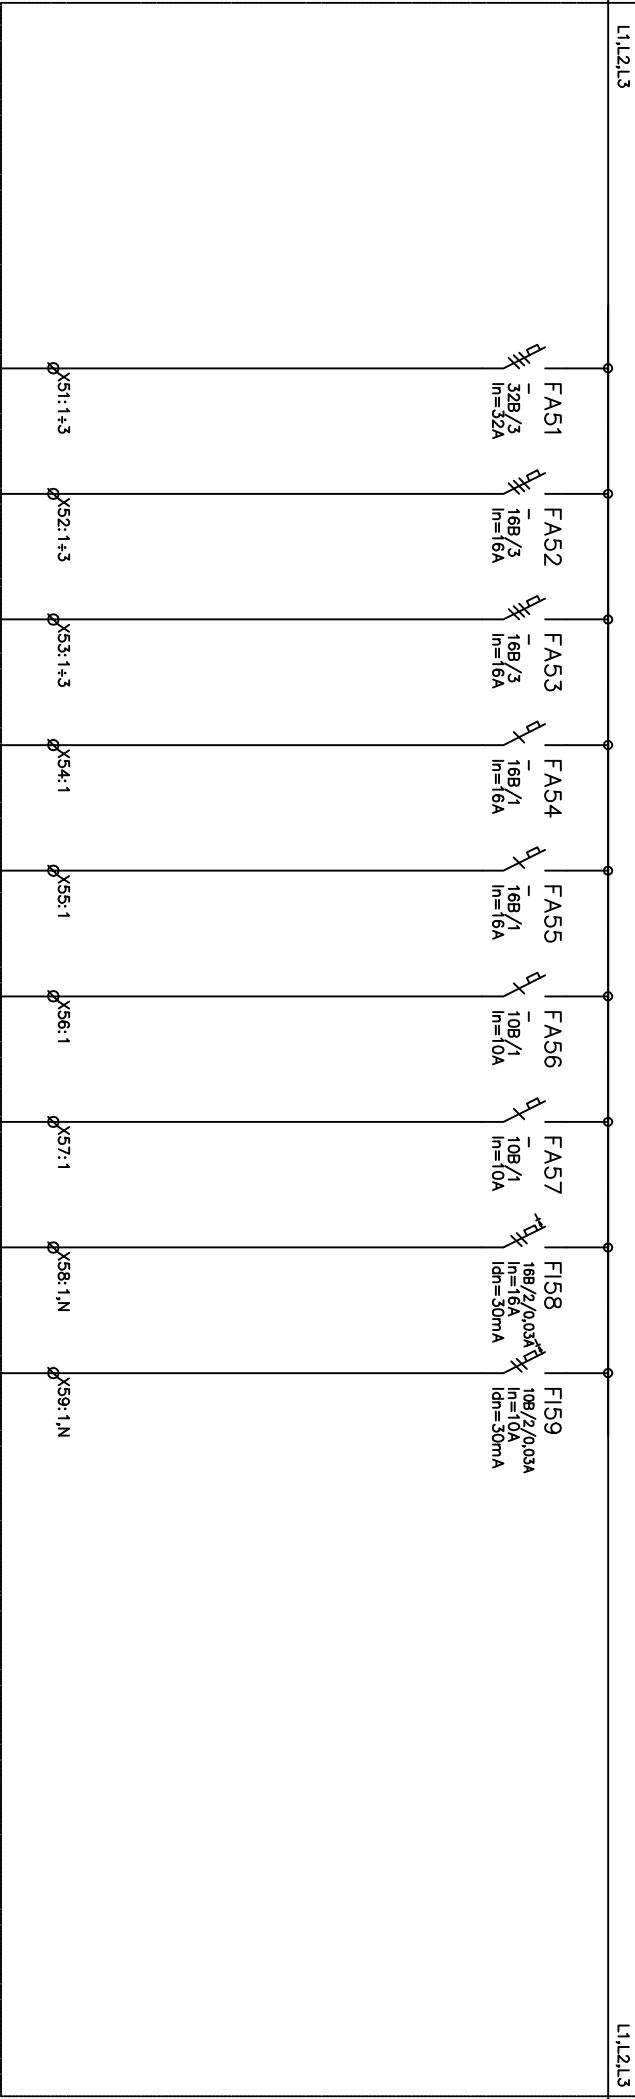 L1,L2,L3
L1,L2,L3
FA51
32B/3
In=32A
FA52
16B/3
In=16A
FA53
16B/3
In=16A
FA54
16B/1
In=16A
FA55
16B/1
In=16A
FA56
10B/1
In=10A
FA57
10B/1
In=10A
FI58
16B/2/0,03A
In=16A
Idn=30mA
FI59
10B/2/0,03A
In=10A
Idn=30mA
X51:1÷3
X52:1÷3
X53:1÷3
X54:1
X55:1
X56:1
X57:1
X58:1,N
X59:1,N